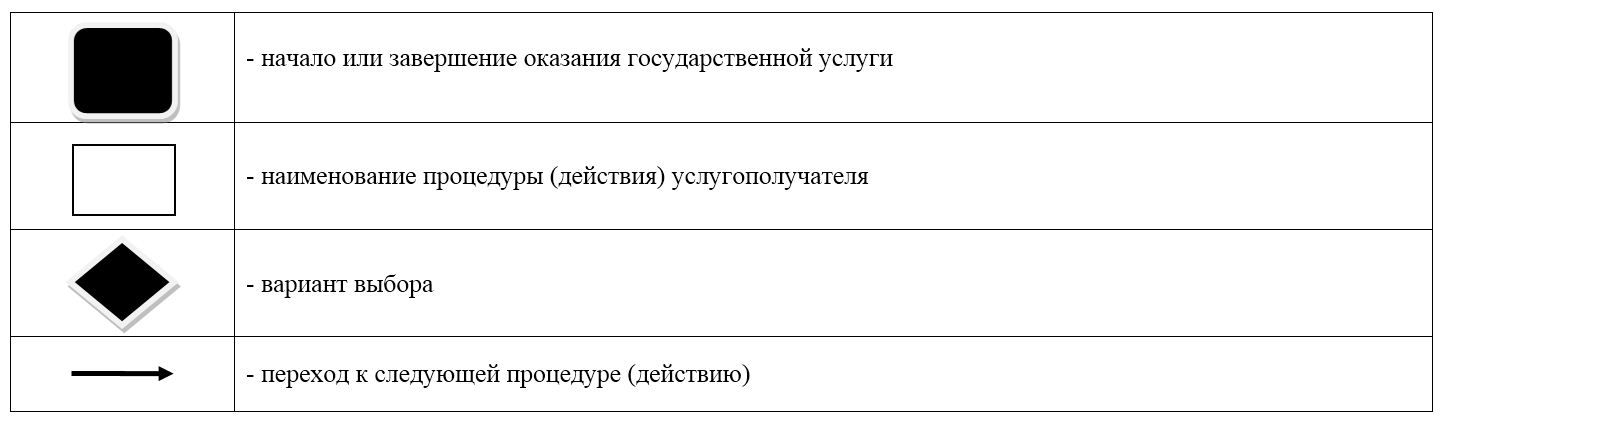 - начало или завершение оказания государственной услуги
- наименование процедуры (действия) услугополучателя
- вариант выбора
- переход к следующей процедуре (действию)